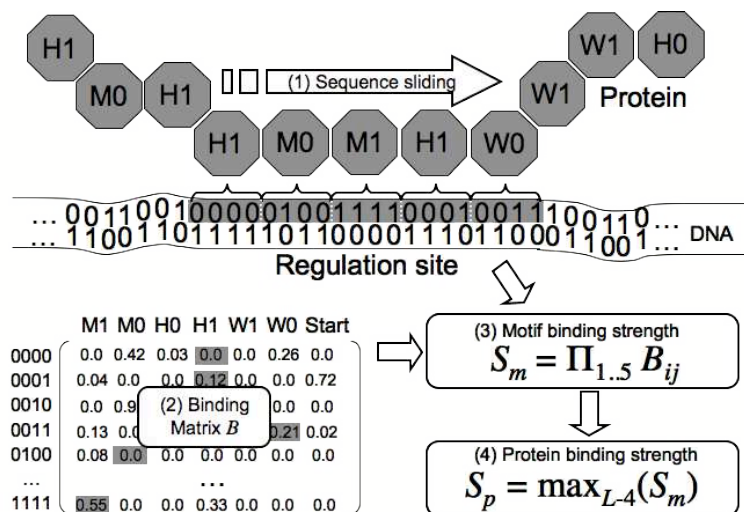 H1 M0 H1 H1 M0 M1 H1 W0 W1 W1 H0
(1) Sequence sliding
Protein
... 0011001 0000 0100 1111 0001 0011 100110 ...
... 1100110 1111 1011 0000 1110 1100 011001 ... DNA
Regulation site
M1 M0 H0 H1 W1 W0 Start
0000 0.0 0.42 0.03 0.0 0.0 0.26 0.0
0001 0.04 0.0 0.0 0.12 0.0 0.72
0010 0.0 0.9 0.0 0.0
0011 0.13 0.0 0.21 0.02
0100 0.08 0.0 0.0 0.0 0.0 0.0 0.0
... ...
1111 0.55 0.0 0.0 0.33 0.0 0.0 0.0
(2) Binding
Matrix B
(3) Motif binding strength
S_m = Π_1..5 B_ij
(4) Protein binding strength
S_p = max_L-4(S_m)